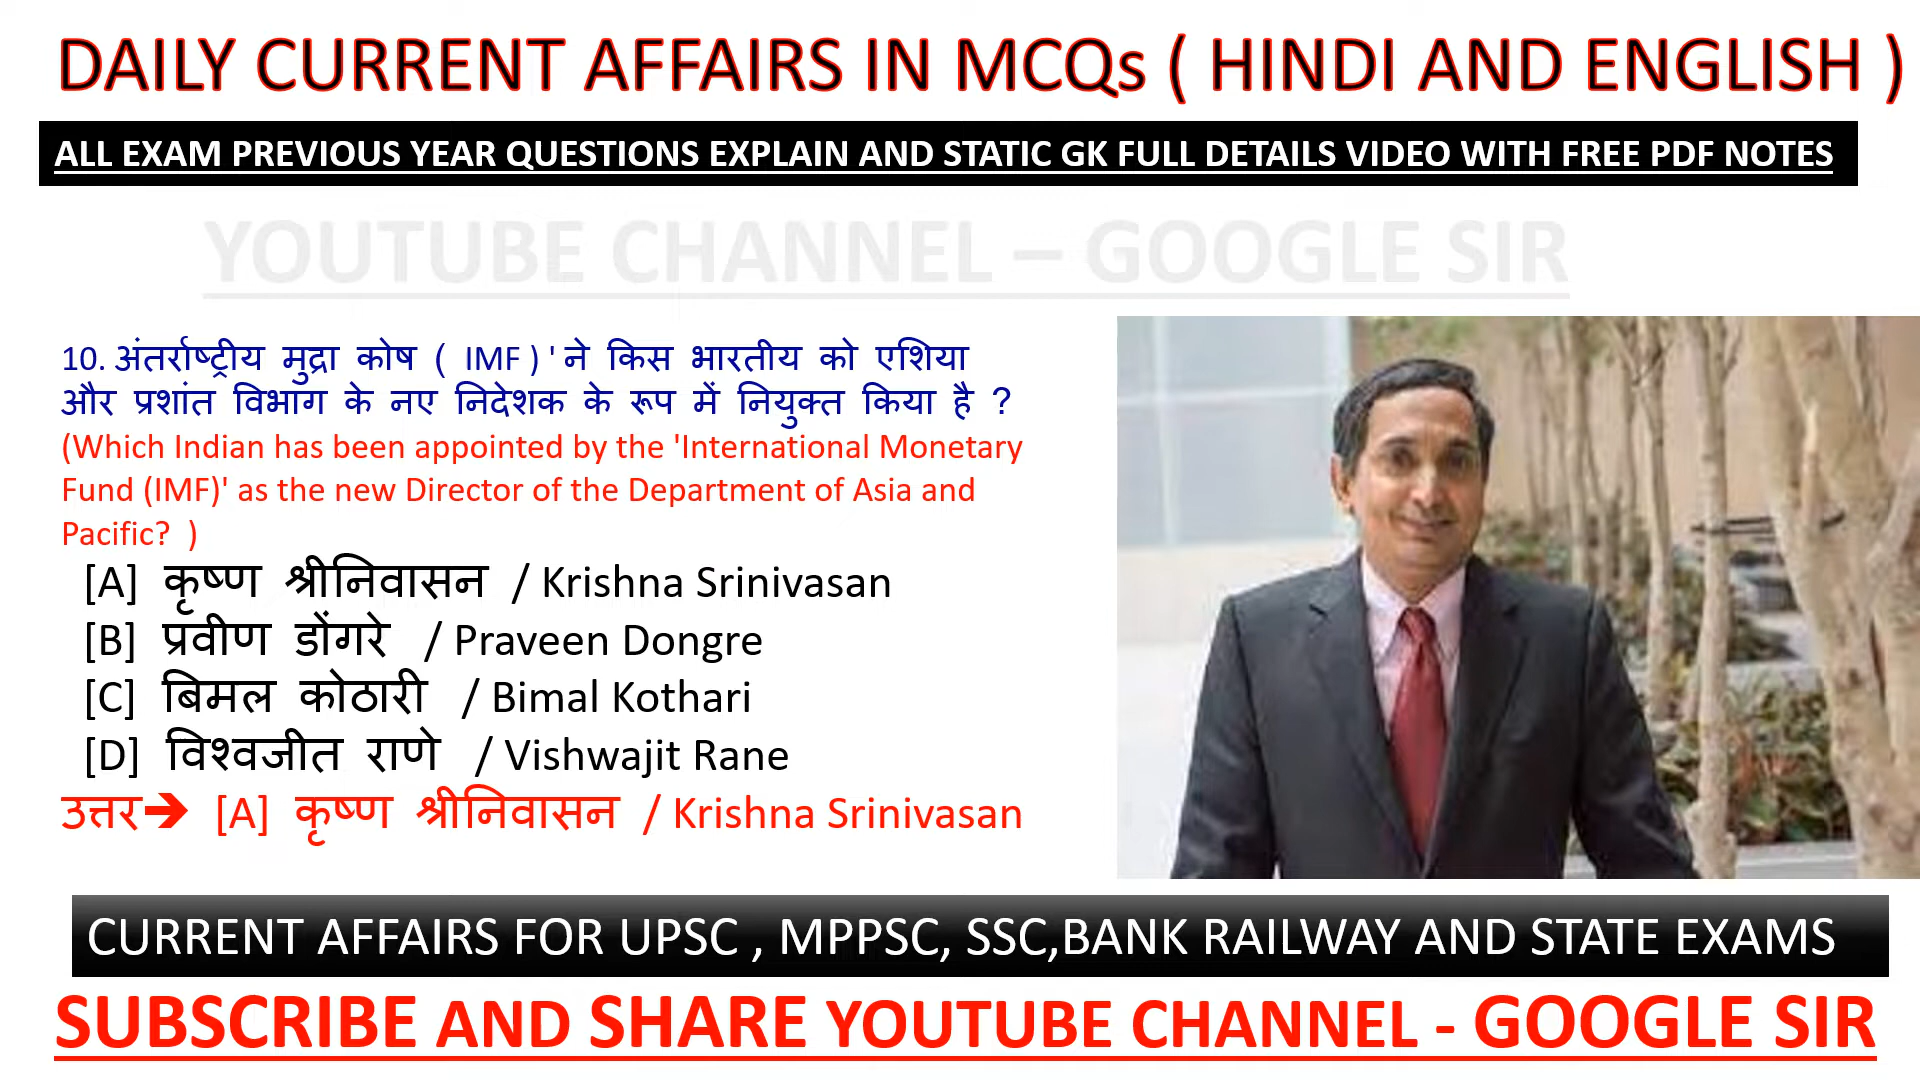 DAILY CURRENT AFFAIRS IN MCQs ( HINDI AND ENGLISH )
ALL EXAM PREVIOUS YEAR QUESTIONS EXPLAIN AND STATIC GK FULL DETAILS VIDEO WITH FREE PDF NOTES
YOUTUBE CHANNEL – GOOGLE SIR
10. अंतर्राष्ट्रीय मुद्रा कोष ( IMF ) ' ने किस भारतीय को एशिया
और प्रशांत विभाग के नए निदेशक के रूप में नियुक्त किया है ?
(Which Indian has been appointed by the 'International Monetary
Fund (IMF)' as the new Director of the Department of Asia and
Pacific? )
[A] कृष्ण श्रीनिवासन / Krishna Srinivasan
[B] प्रवीण डोंगरे / Praveen Dongre
[C] बिमल कोठारी / Bimal Kothari
[D] विश्वजीत राणे / Vishwajit Rane
उत्तर➔ [A] कृष्ण श्रीनिवासन / Krishna Srinivasan
CURRENT AFFAIRS FOR UPSC , MPPSC, SSC,BANK RAILWAY AND STATE EXAMS
SUBSCRIBE AND SHARE YOUTUBE CHANNEL - GOOGLE SIR